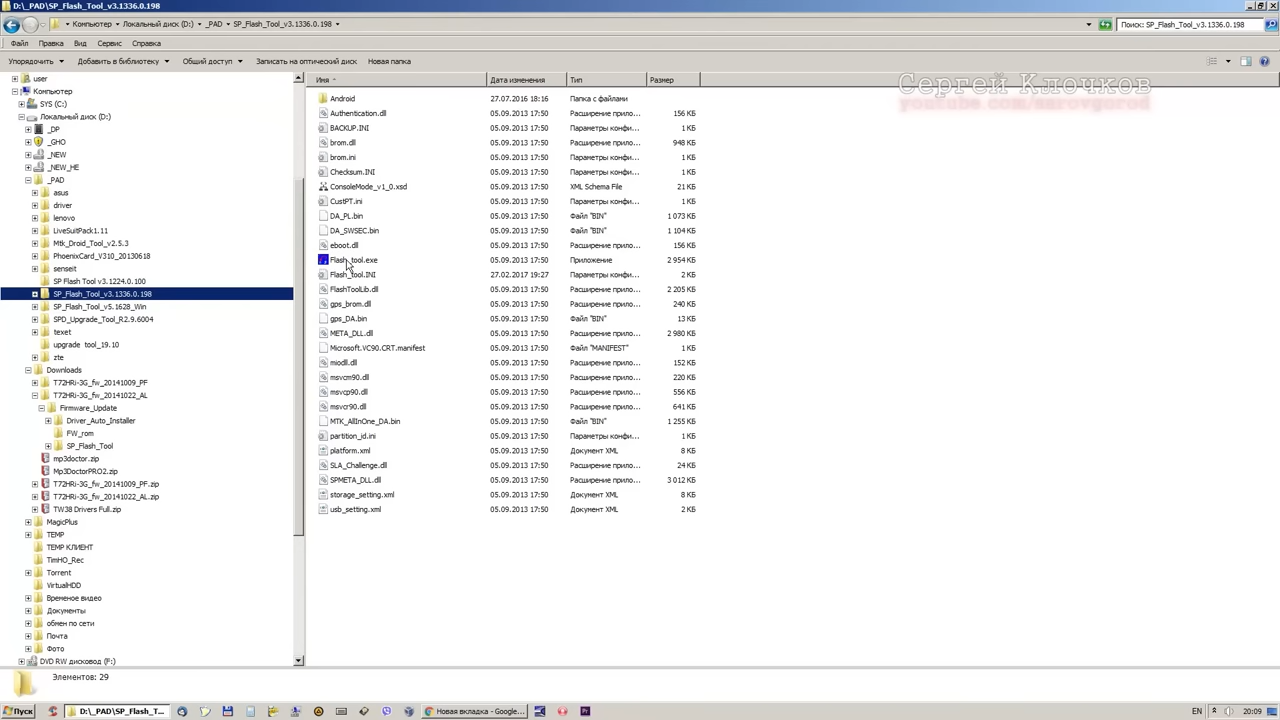 D:\_PAD\SP_Flash_Tool_v3.1336.0.198
Компьютер Локальный диск (D:) _PAD SP_Flash_Tool_v3.1336.0.198
Поиск: SP_Flash_Tool_v3.1336.0.198
Файл Правка Вид Сервис Справка
Упорядочить Добавить в библиотеку Общий доступ Записать на оптический диск Новая папка
Сергей Клочков
user
Компьютер
SYS (C:)
Локальный диск (D:)
_DP
_GHO
_NEW
_NEW_HE
_PAD
asus
driver
lenovo
LiveSuitPack1.11
Mtk_Droid_Tool_v2.5.3
PhoenixCard_V310_20130618
senseit
SP Flash Tool v3.1224.0.100
SP_Flash_Tool_v3.1336.0.198
SP_Flash_Tool_v5.1628_Win
SPD_Upgrade_Tool_R2.9.6004
texet
upgrade tool_19.10
zte
Downloads
T72HRi-3G_fw_20141009_PF
T72HRi-3G_fw_20141022_AL
Firmware_Update
Driver_Auto_Installer
FW_rom
SP_Flash_Tool
mp3doctor.zip
Mp3DoctorPRO2.zip
T72HRi-3G_fw_20141009_PF.zip
T72HRi-3G_fw_20141022_AL.zip
TW38 Drivers Full.zip
MagicPlus
TEMP
TEMP КЛИЕНТ
TimHO_Rec
Torrent
VirtualHDD
Временое видео
Документы
обмен по сети
Почта
Фото
DVD RW дисковод (F:)
Имя Дата изменения Тип Размер
Android 27.07.2016 18:16 Папка с файлами
Authentication.dll 05.09.2013 17:50 Расширение прило... 156 КБ
BACKUP.INI 05.09.2013 17:50 Параметры конфи... 1 КБ
brom.dll 05.09.2013 17:50 Расширение прило... 948 КБ
brom.ini 05.09.2013 17:50 Параметры конфи... 1 КБ
Checksum.INI 05.09.2013 17:50 Параметры конфи... 1 КБ
ConsoleMode_v1_0.xsd 05.09.2013 17:50 XML Schema File 21 КБ
CustPT.ini 05.09.2013 17:50 Параметры конфи... 1 КБ
DA_PL.bin 05.09.2013 17:50 Файл "BIN" 1 073 КБ
DA_SWSEC.bin 05.09.2013 17:50 Файл "BIN" 1 104 КБ
eboot.dll 05.09.2013 17:50 Расширение прило... 156 КБ
Flash_tool.exe 05.09.2013 17:50 Приложение 2 954 КБ
Flash_tool.INI 27.02.2017 19:27 Параметры конфи... 2 КБ
FlashToolLib.dll 05.09.2013 17:50 Расширение прило... 2 205 КБ
gps_brom.dll 05.09.2013 17:50 Расширение прило... 240 КБ
gps_DA.bin 05.09.2013 17:50 Файл "BIN" 13 КБ
META_DLL.dll 05.09.2013 17:50 Расширение прило... 2 980 КБ
Microsoft.VC90.CRT.manifest 05.09.2013 17:50 Файл "MANIFEST" 1 КБ
miodll.dll 05.09.2013 17:50 Расширение прило... 152 КБ
msvcm90.dll 05.09.2013 17:50 Расширение прило... 220 КБ
msvcp90.dll 05.09.2013 17:50 Расширение прило... 556 КБ
msvcr90.dll 05.09.2013 17:50 Расширение прило... 641 КБ
MTK_AllInOne_DA.bin 05.09.2013 17:50 Файл "BIN" 1 255 КБ
partition_id.ini 05.09.2013 17:50 Параметры конфи... 1 КБ
platform.xml 05.09.2013 17:50 Документ XML 8 КБ
SLA_Challenge.dll 05.09.2013 17:50 Расширение прило... 24 КБ
SPMETA_DLL.dll 05.09.2013 17:50 Расширение прило... 3 012 КБ
storage_setting.xml 05.09.2013 17:50 Документ XML 8 КБ
usb_setting.xml 05.09.2013 17:50 Документ XML 2 КБ
Элементов: 29
Пуск D:\_PAD\SP_Flash_T... Новая вкладка - Google... EN 20:09